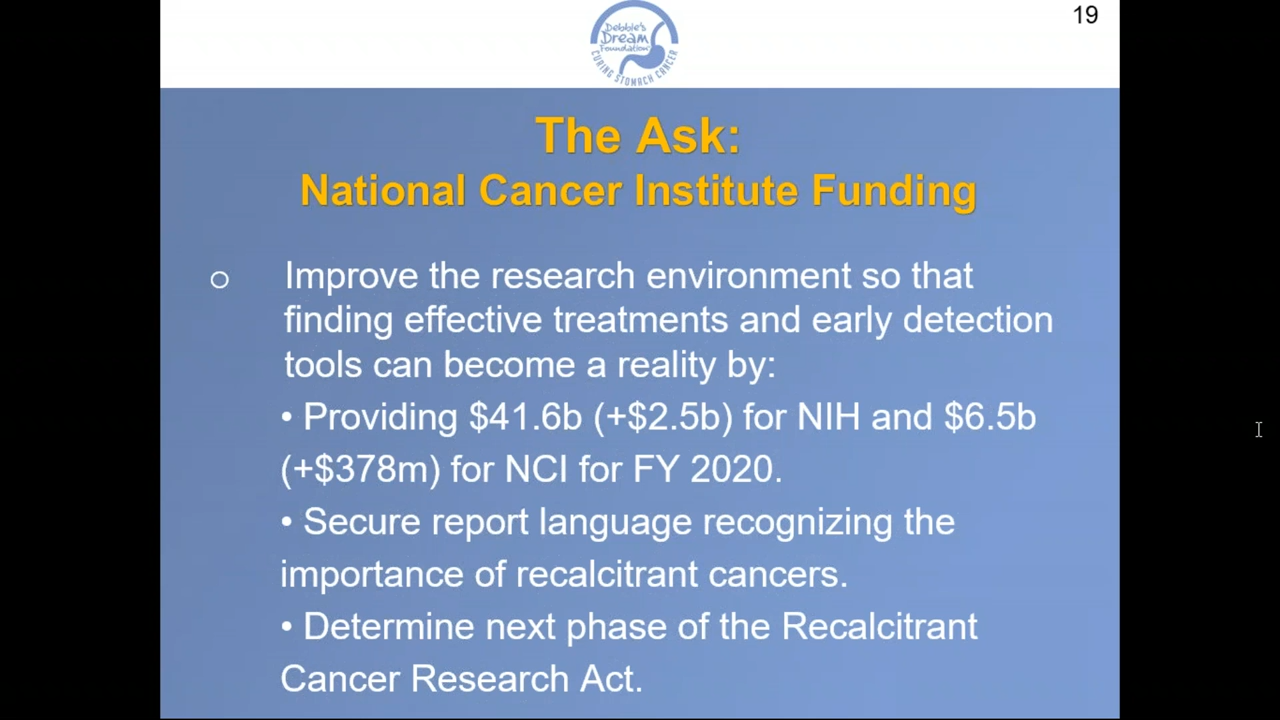 19
Debbie's
Dream
Foundation
CURING STOMACH CANCER
The Ask:
National Cancer Institute Funding
o Improve the research environment so that
finding effective treatments and early detection
tools can become a reality by:
• Providing $41.6b (+$2.5b) for NIH and $6.5b
(+$378m) for NCI for FY 2020.
• Secure report language recognizing the
importance of recalcitrant cancers.
• Determine next phase of the Recalcitrant
Cancer Research Act.